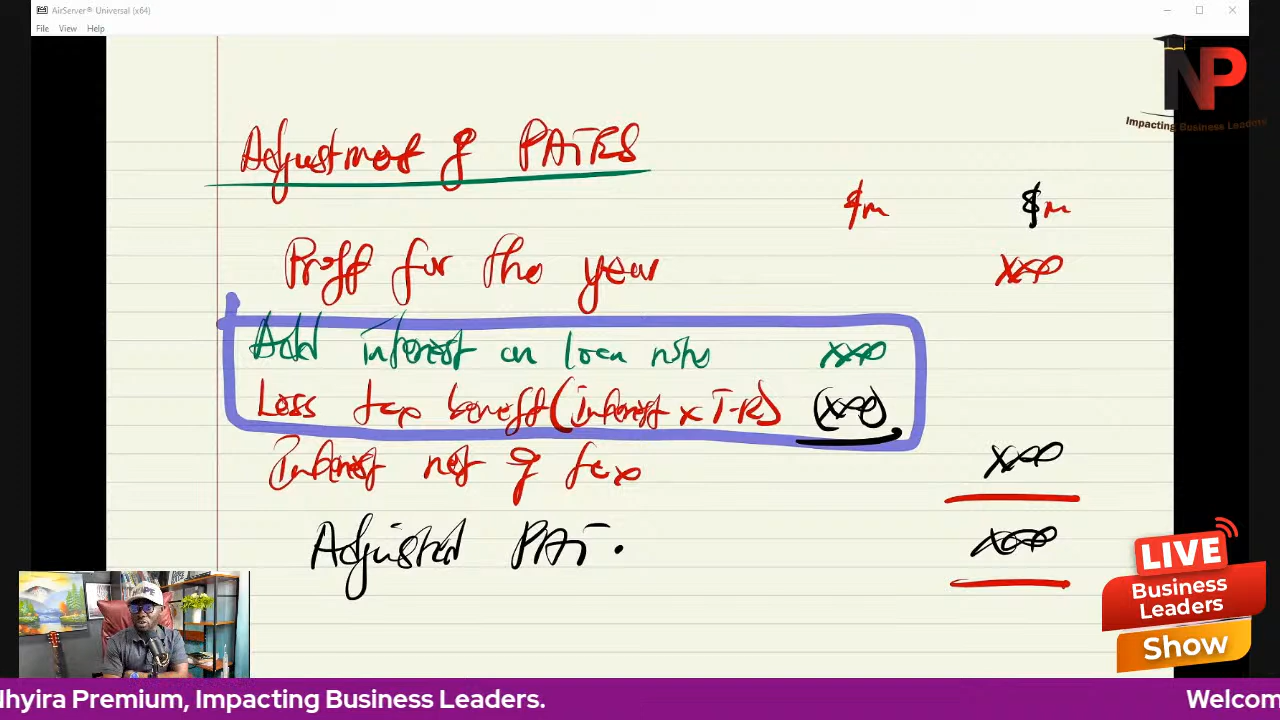 AirServer® Universal (x64)
File View Help
NP
Impacting Business Leaders
Adjustment of PATES
$m $m
Profit for the year xxx
Add interest on loan note xxx
Less tax benefit (Interest x T-R) (xxx)
Interest net of tax xxx
Adjusted PAT. xxx
LIVE
Business
Leaders
Show
Nhyira Premium, Impacting Business Leaders. Welcom